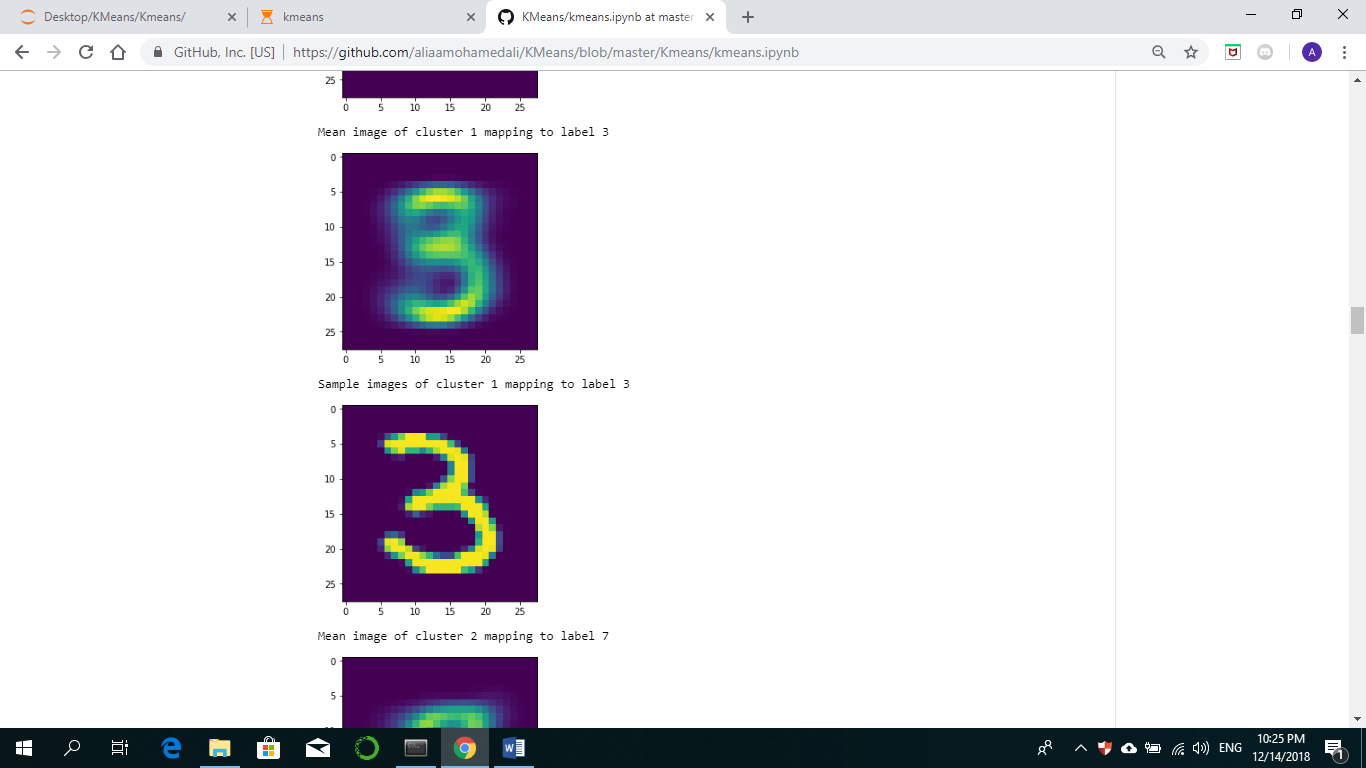 Desktop/KMeans/Kmeans/
kmeans
KMeans/kmeans.ipynb at master
GitHub, Inc. [US] | https://github.com/aliaamohamedali/KMeans/blob/master/Kmeans/kmeans.ipynb
A
25
0 5 10 15 20 25
Mean image of cluster 1 mapping to label 3
0
5
10
15
20
25
0 5 10 15 20 25
Sample images of cluster 1 mapping to label 3
0
5
10
15
20
25
0 5 10 15 20 25
Mean image of cluster 2 mapping to label 7
0
5
ENG
10:25 PM
12/14/2018
1